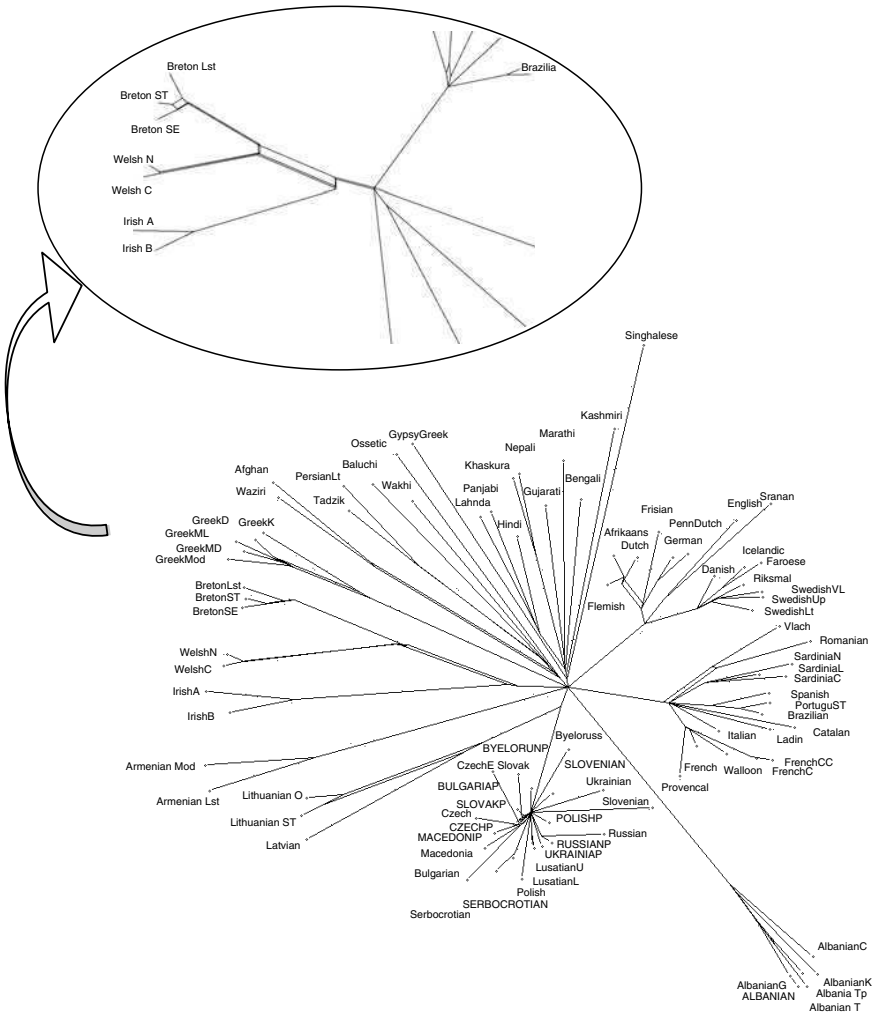 Breton Lst
Brazilia
Breton ST
Breton SE
Welsh N
Welsh C
Irish A
Irish B
Singhalese
Kashmiri
GypsyGreek
Marathi
Ossetic
Nepali
Baluchi
Khaskura
Afghan
PersianLt
Bengali
Wakhi
Panjabi
Waziri
Gujarati
Sranan
Tadzik
Lahnda
English
Frisian
PennDutch
GreekD
GreekK
Hindi
Afrikaans
GreekML
German
Dutch
GreekMD
Icelandic
GreekMod
Faroese
Danish
Riksmal
BretonLst
SwedishVL
BretonST
SwedishUp
BretonSE
Flemish
SwedishLt
Vlach
Romanian
WelshN
SardinaN
WelshC
SardinaL
SardinaC
IrishA
Spanish
PortuguST
IrishB
Brazilian
Catalan
Italian
Ladin
Byeloruss
BYELORUNP
Armenian Mod
CzechE Slovak
SLOVENIAN
French
Walloon
FrenchCC
FrenchC
BULGARIAP
Ukrainian
Provencal
Lithuanian O
Armenian Lst
SLOVAKP
Slovenian
Czech
POLISHP
Lithuanian ST
CZECHP
Russian
MACEDONIP
RUSSIANP
Latvian
Macedonia
UKRAINIAP
LusatianU
Bulgarian
LusatianL
Polish
SERBOCROTIAN
Serbocrotian
AlbanianC
AlbanianG
AlbanianK
ALBANIAN
Albania Tp
Albanian T